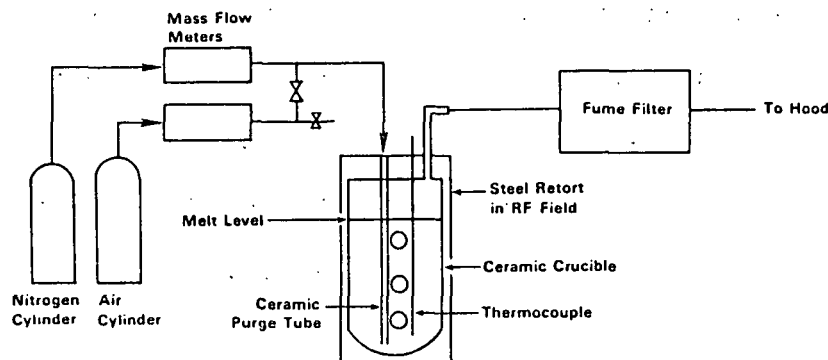 Mass Flow
Meters
Fume Filter
To Hood
Steel Retort
in RF Field
Melt Level
Ceramic Crucible
Nitrogen
Cylinder
Air
Cylinder
Ceramic
Purge Tube
Thermocouple